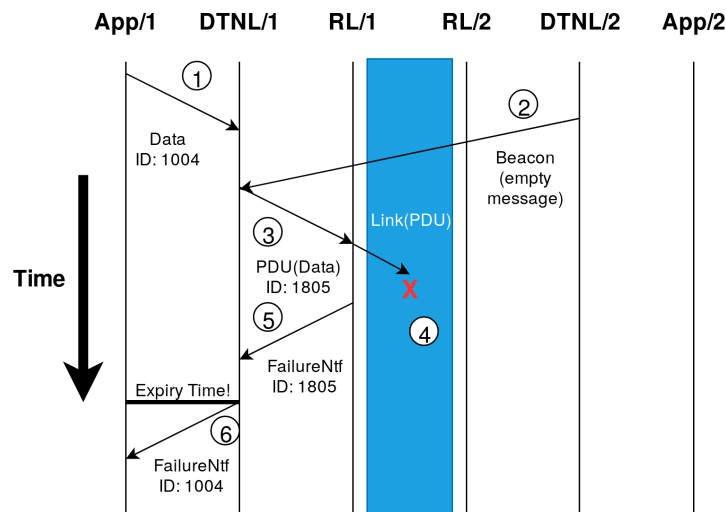 App/1 DTNL/1 RL/1 RL/2 DTNL/2 App/2
1
2
Data
ID: 1004
Beacon
(empty
message)
Link(PDU)
3
PDU(Data)
ID: 1805
Time
X
4
5
FailureNtf
ID: 1805
Expiry Time!
6
FailureNtf
ID: 1004